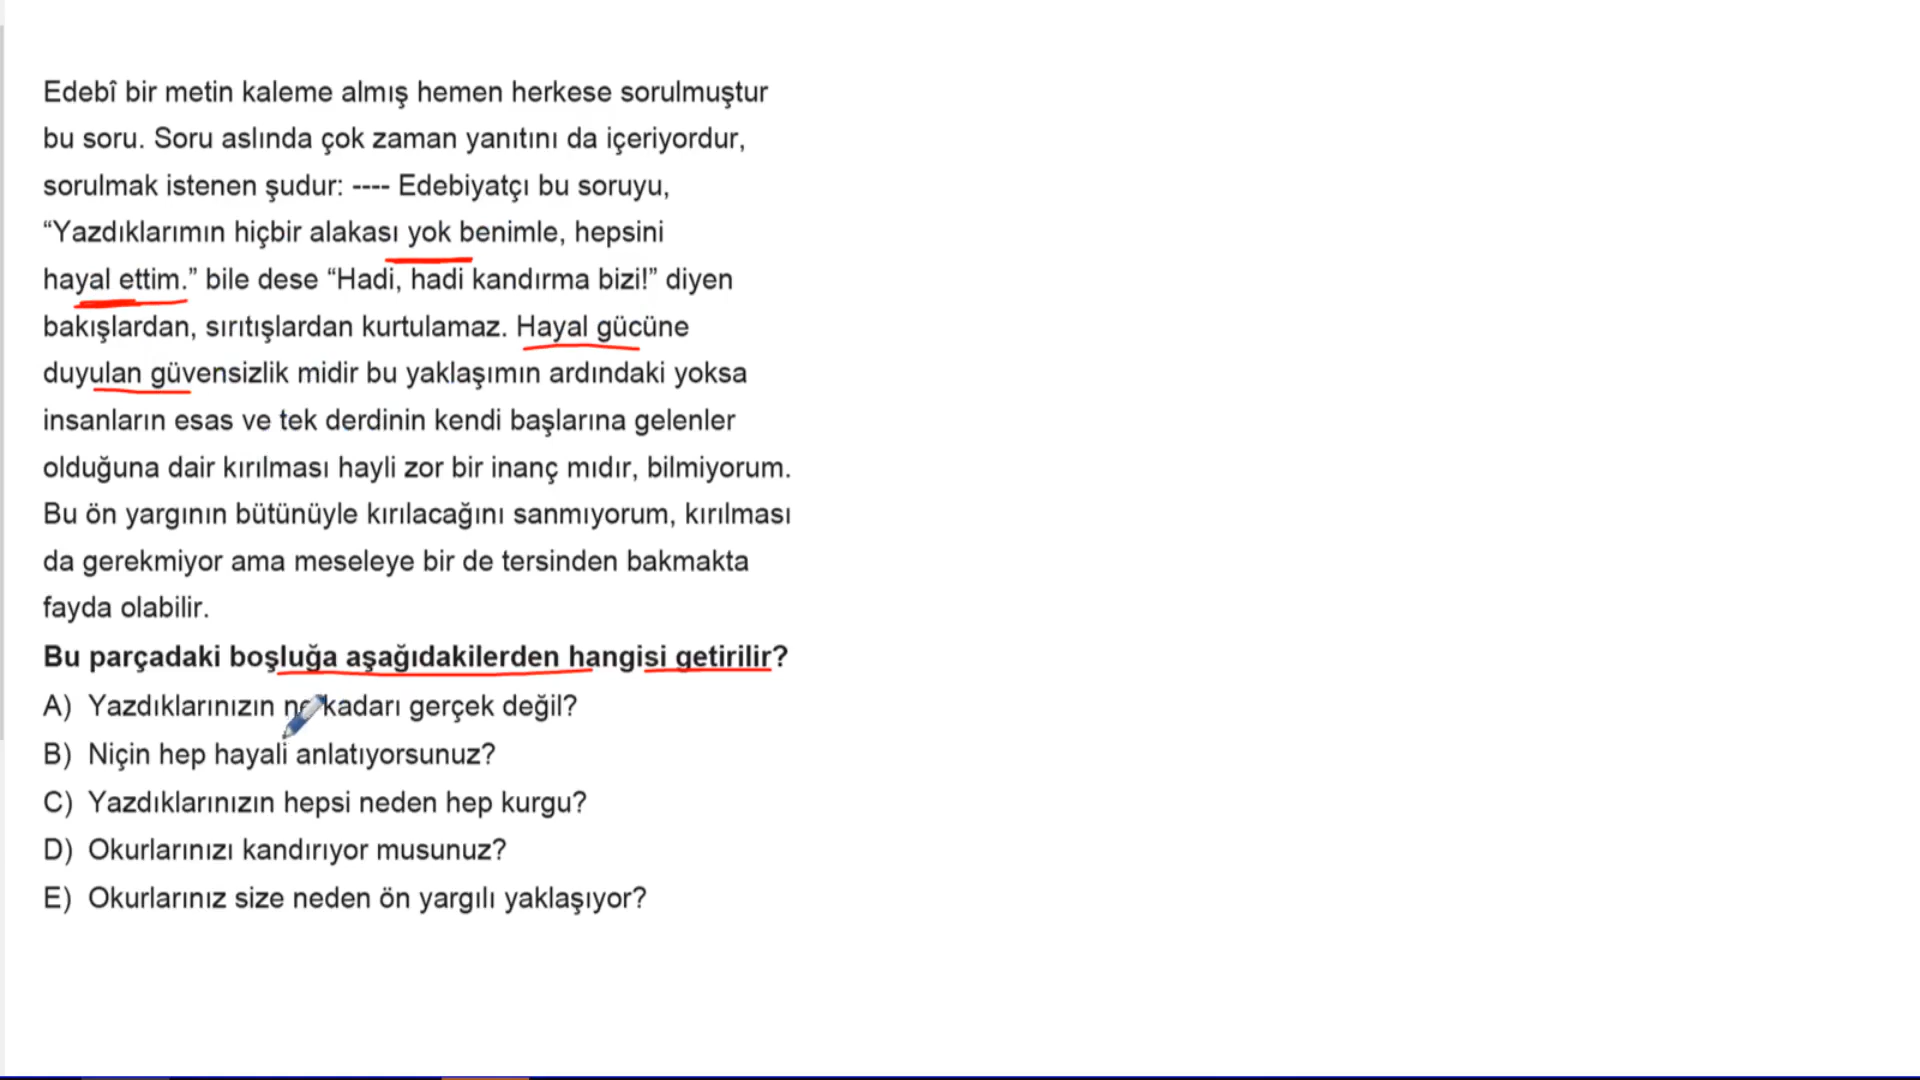 Edebî bir metin kaleme almış hemen herkese sorulmuştur
bu soru. Soru aslında çok zaman yanıtını da içeriyordur,
sorulmak istenen şudur: ---- Edebiyatçı bu soruyu,
“Yazdıklarımın hiçbir alakası yok benimle, hepsini
hayal ettim.” bile dese “Hadi, hadi kandırma bizi!” diyen
bakışlardan, sırıtışlardan kurtulamaz. Hayal gücüne
duyulan güvensizlik midir bu yaklaşımın ardındaki yoksa
insanların esas ve tek derdinin kendi başlarına gelenler
olduğuna dair kırılması hayli zor bir inanç mıdır, bilmiyorum.
Bu ön yargının bütünüyle kırılacağını sanmıyorum, kırılması
da gerekmiyor ama meseleye bir de tersinden bakmakta
fayda olabilir.
Bu parçadaki boşluğa aşağıdakilerden hangisi getirilir?
A) Yazdıklarınızın ne kadarı gerçek değil?
B) Niçin hep hayali anlatıyorsunuz?
C) Yazdıklarınızın hepsi neden hep kurgu?
D) Okurlarınızı kandırıyor musunuz?
E) Okurlarınız size neden ön yargılı yaklaşıyor?